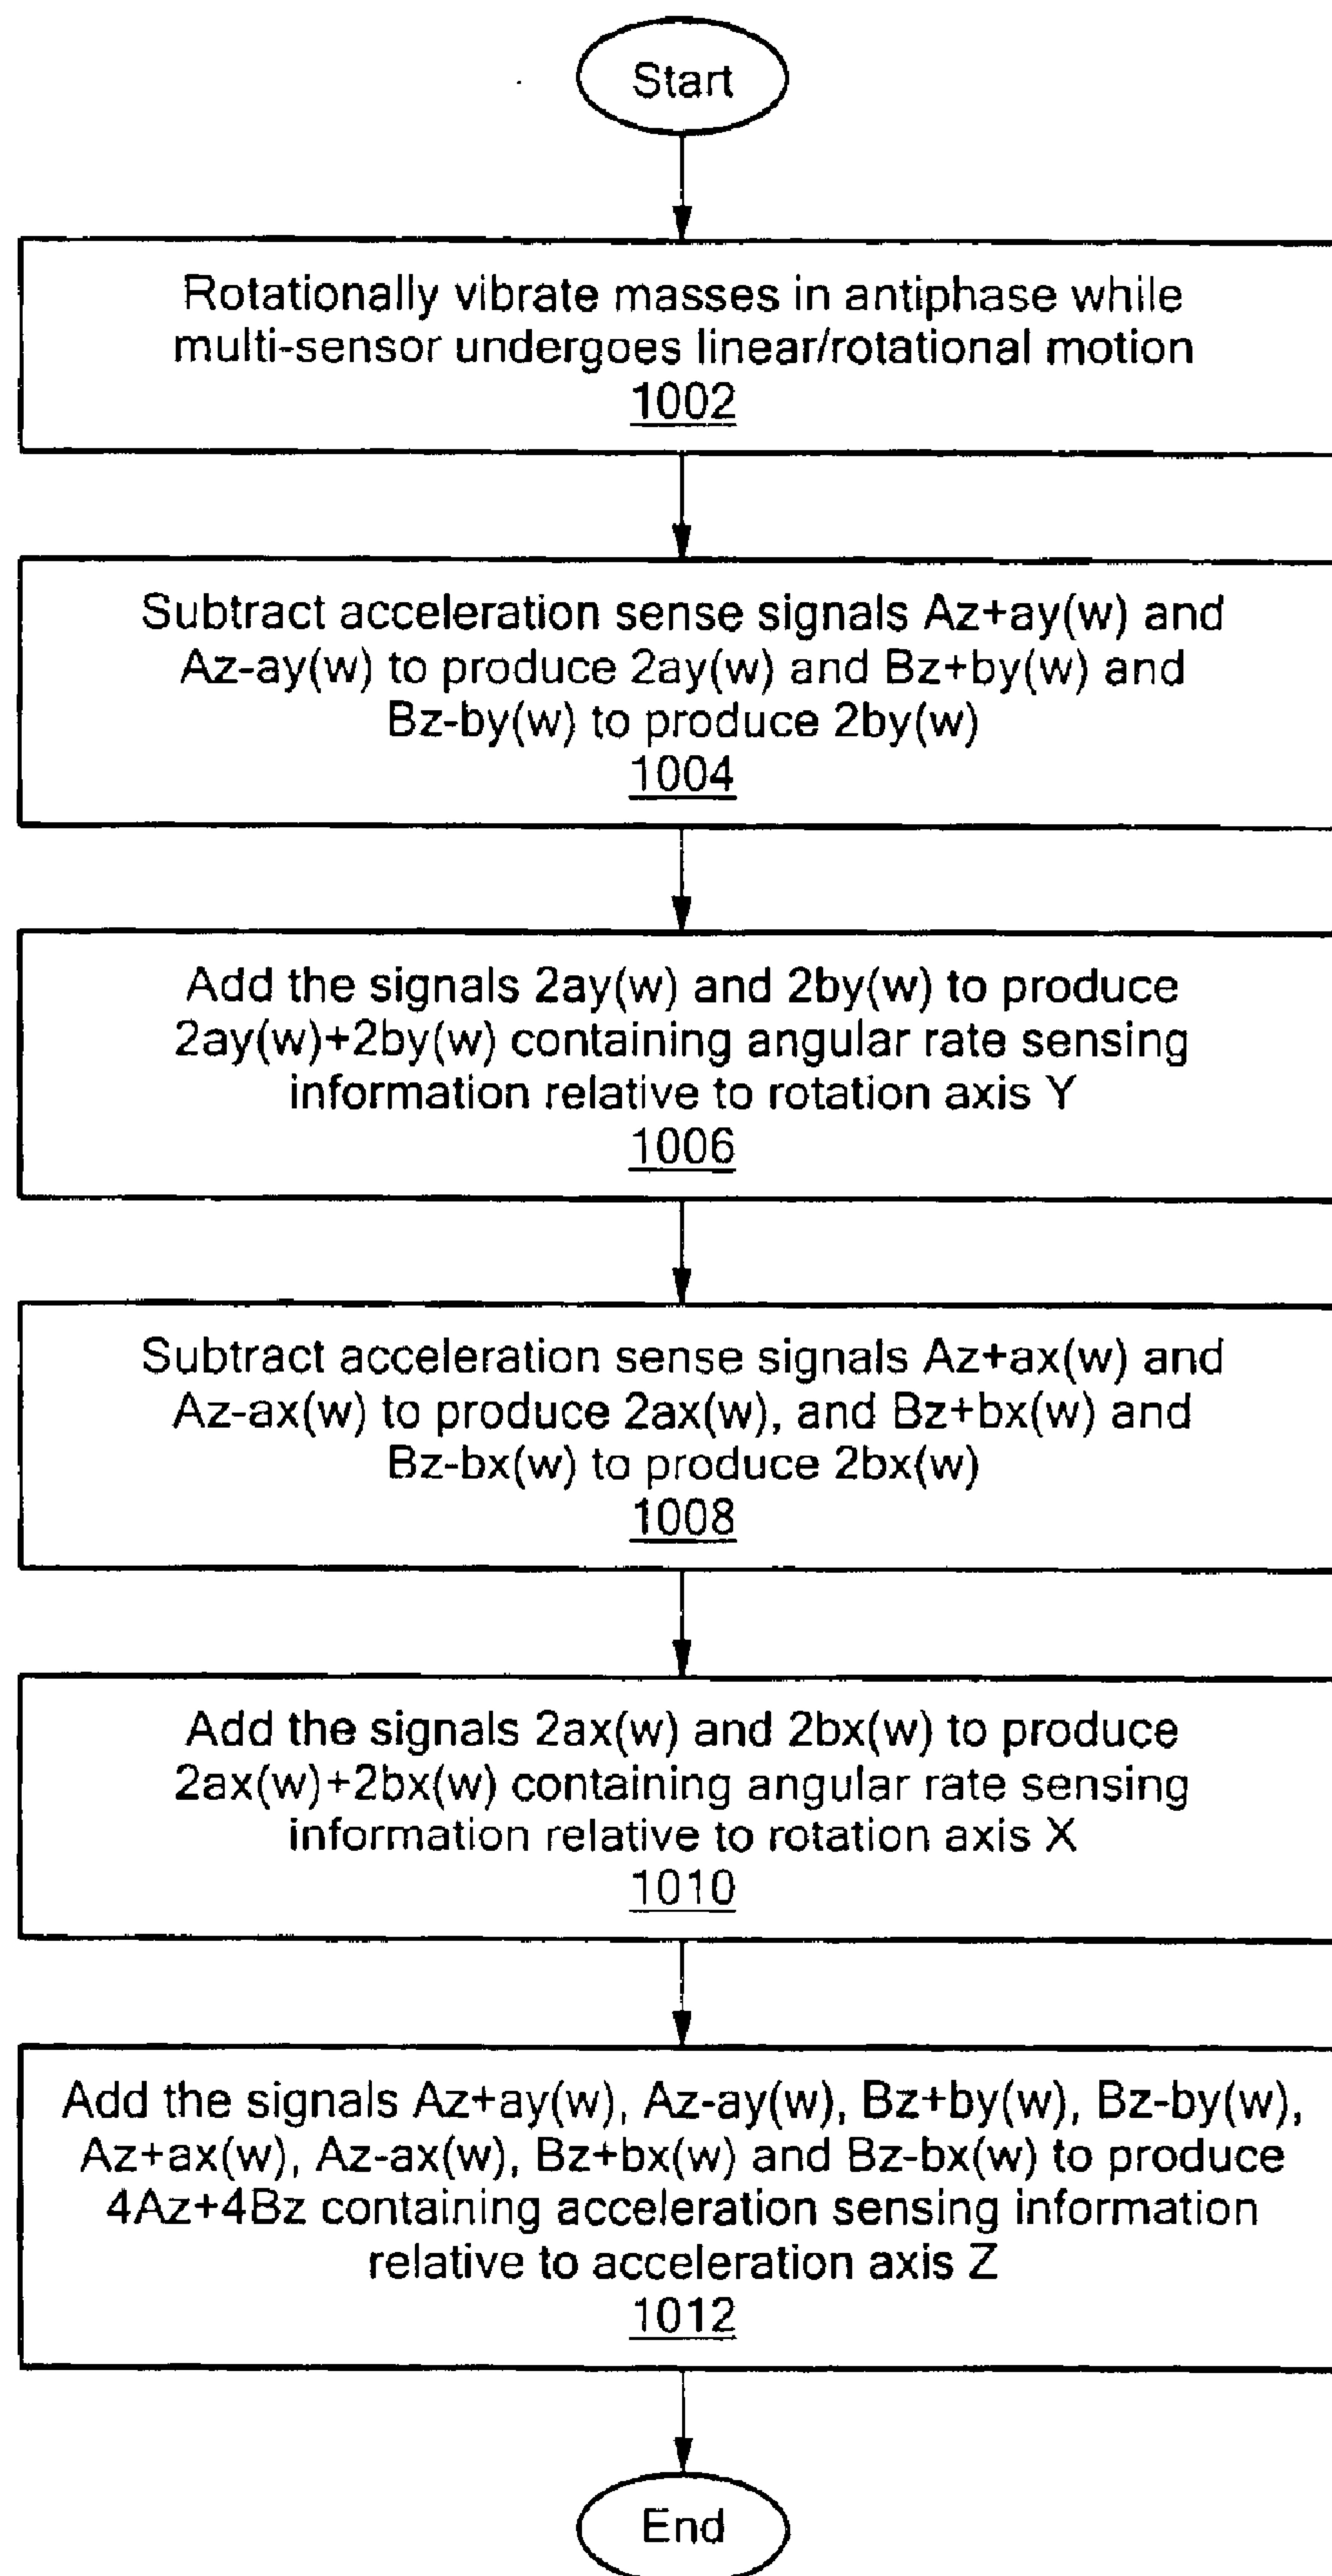 Start
Rotationally vibrate masses in antiphase while
multi-sensor undergoes linear/rotational motion
1002
Subtract acceleration sense signals Az+ay(w) and
Az-ay(w) to produce 2ay(w) and Bz+by(w) and
Bz-by(w) to produce 2by(w)
1004
Add the signals 2ay(w) and 2by(w) to produce
2ay(w)+2by(w) containing angular rate sensing
information relative to rotation axis Y
1006
Subtract acceleration sense signals Az+ax(w) and
Az-ax(w) to produce 2ax(w), and Bz+bx(w) and
Bz-bx(w) to produce 2bx(w)
1008
Add the signals 2ax(w) and 2bx(w) to produce
2ax(w)+2bx(w) containing angular rate sensing
information relative to rotation axis X
1010
Add the signals Az+ay(w), Az-ay(w), Bz+by(w), Bz-by(w),
Az+ax(w), Az-ax(w), Bz+bx(w) and Bz-bx(w) to produce
4Az+4Bz containing acceleration sensing information
relative to acceleration axis Z
1012
End